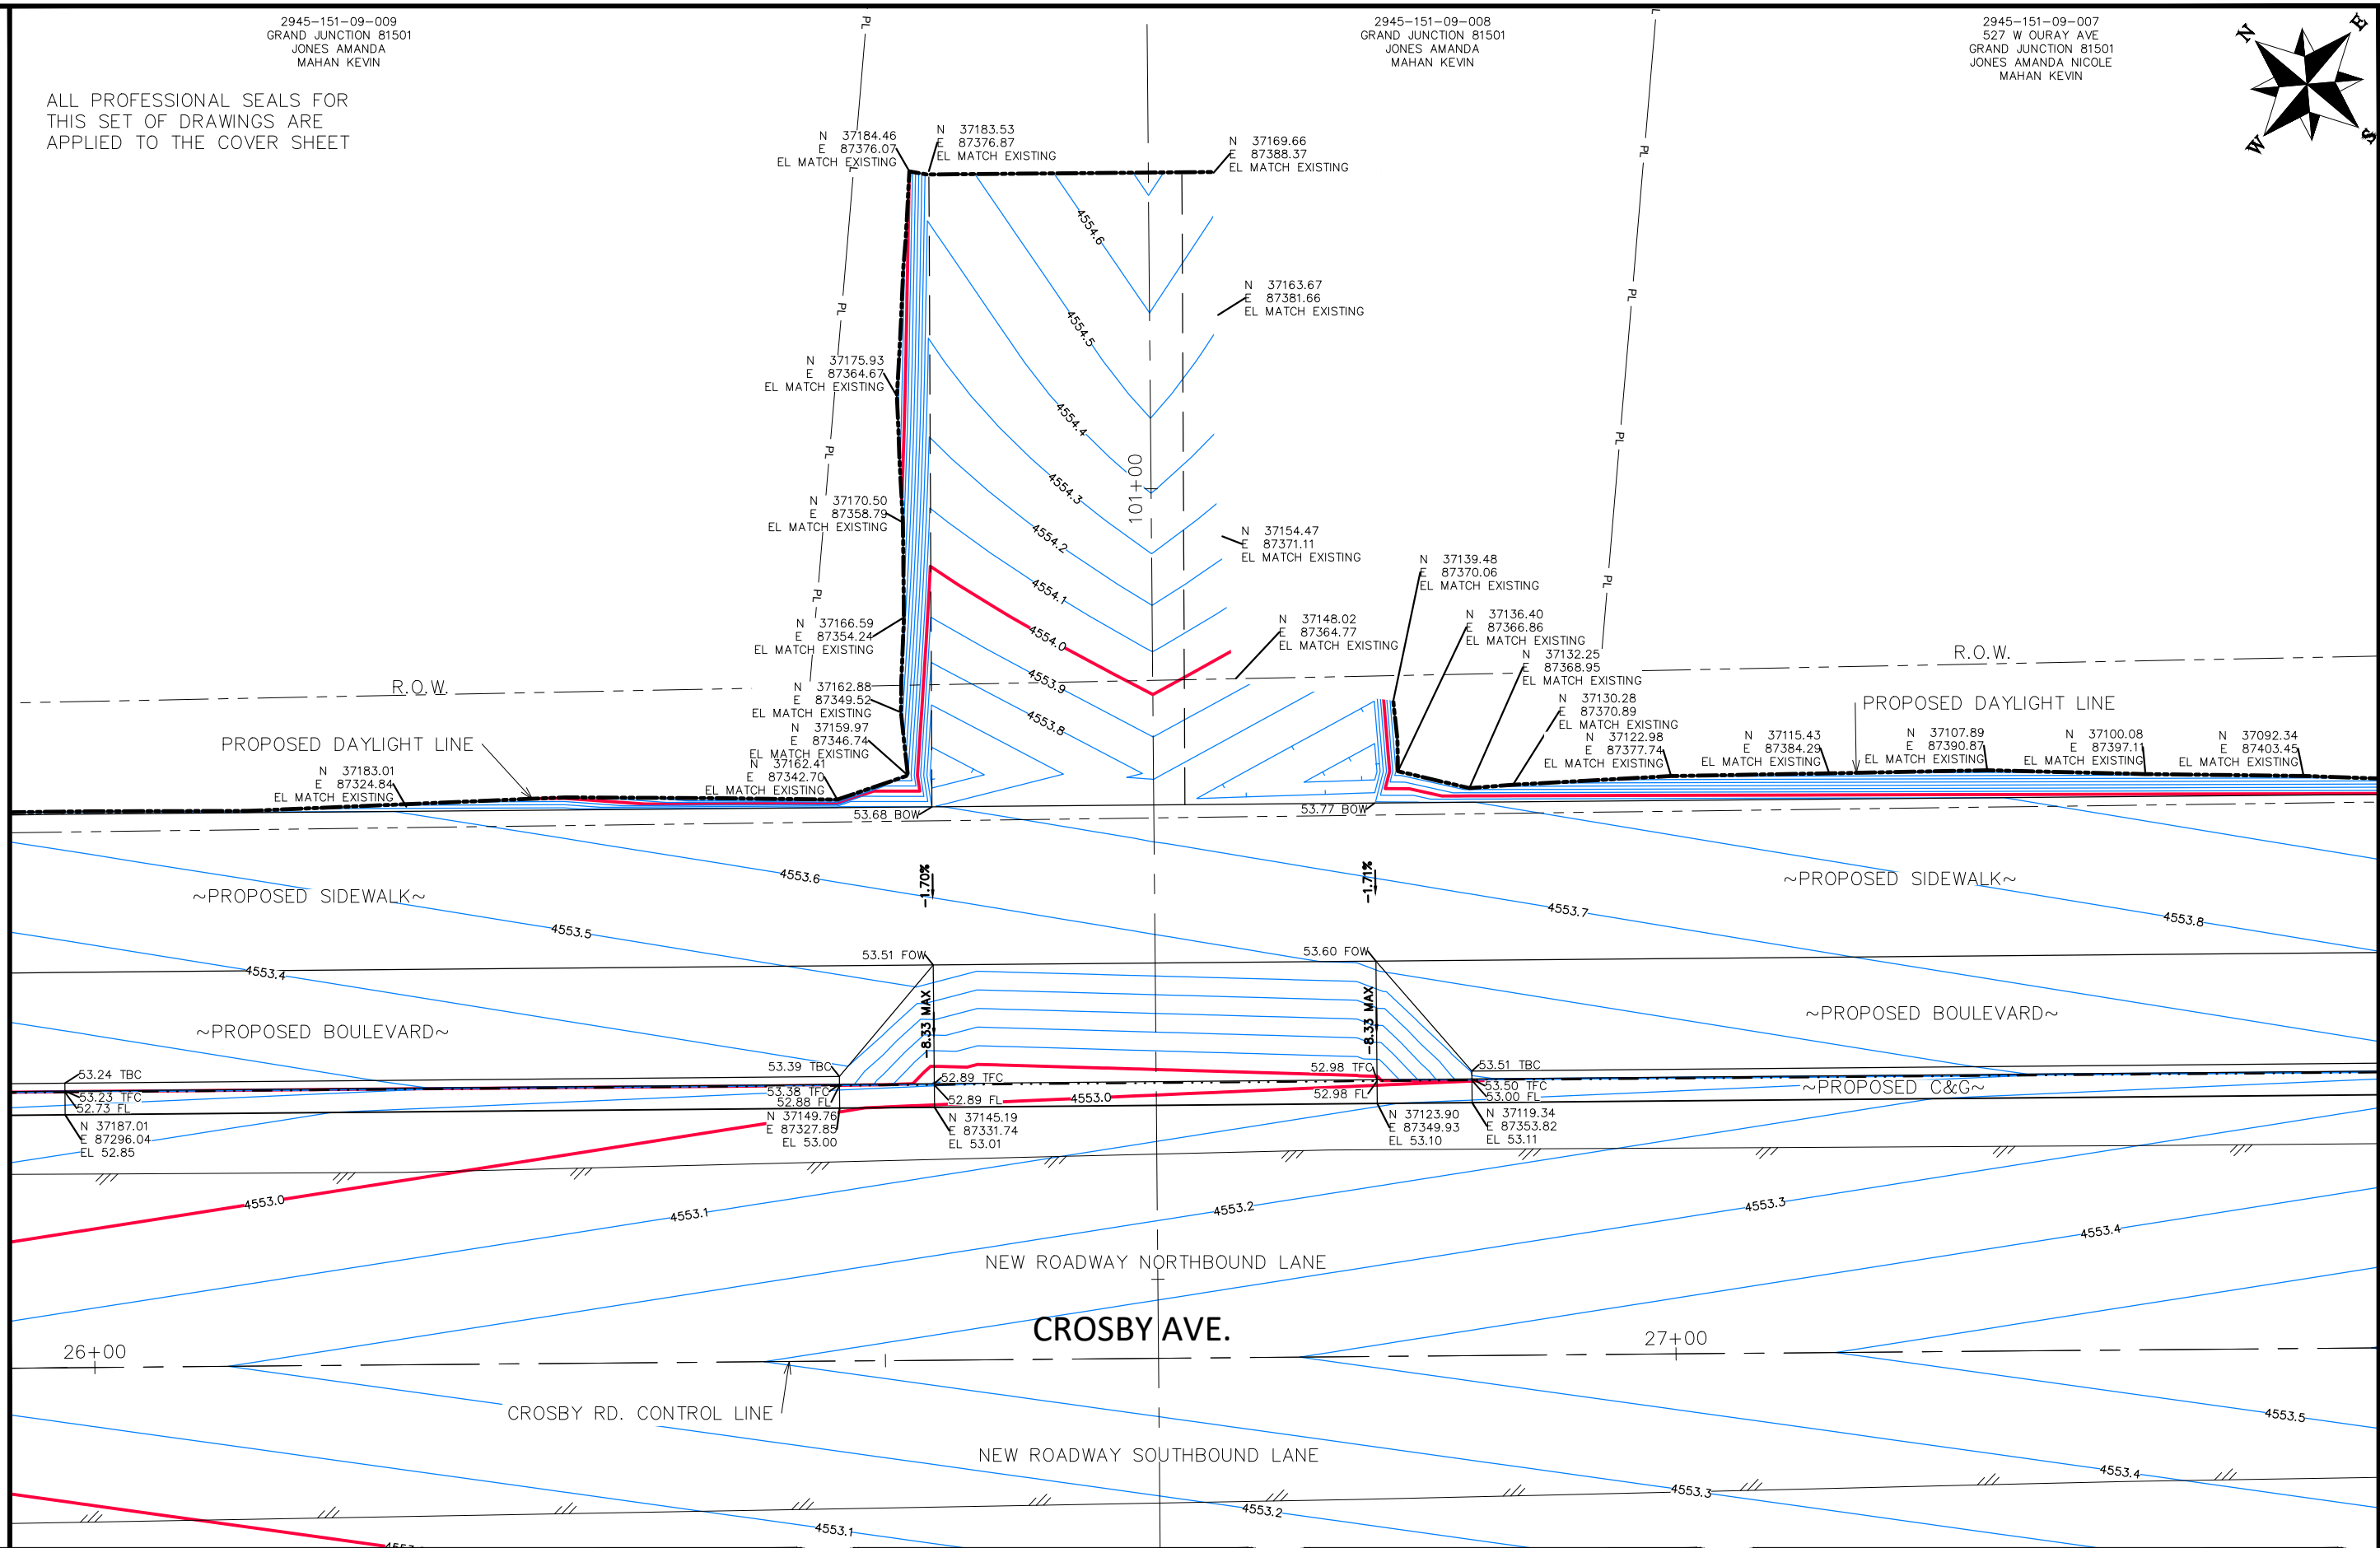 2945-151-09-009
GRAND JUNCTION 81501
JONES AMANDA
MAHAN KEVIN
PL
2945-151-09-008
GRAND JUNCTION 81501
JONES AMANDA
MAHAN KEVIN
2945-151-09-007
527 W OURAY AVE
GRAND JUNCTION 81501
JONES AMANDA NICOLE
MAHAN KEVIN
N
E
W
S
ALL PROFESSIONAL SEALS FOR
THIS SET OF DRAWINGS ARE
APPLIED TO THE COVER SHEET
N 37184.46
E 87376.07
EL MATCH EXISTING
N 37183.53
E 87376.87
EL MATCH EXISTING
N 37169.66
E 87388.37
EL MATCH EXISTING
PL
4554.6
N 37163.67
E 87381.66
EL MATCH EXISTING
PL
PL
4554.5
N 37175.93
E 87364.67
EL MATCH EXISTING
4554.4
PL
PL
101+00
4554.3
N 37170.50
E 87358.79
EL MATCH EXISTING
4554.2
N 37154.47
E 87371.11
EL MATCH EXISTING
N 37139.48
E 87370.06
EL MATCH EXISTING
PL
PL
4554.1
N 37166.59
E 87354.24
EL MATCH EXISTING
4554.0
N 37148.02
E 87364.77
EL MATCH EXISTING
N 37136.40
E 87366.86
EL MATCH EXISTING
N 37132.25
E 87368.95
EL MATCH EXISTING
R.O.W.
R.O.W.
N 37162.88
E 87349.52
EL MATCH EXISTING
4553.9
4553.8
N 37130.28
E 87370.89
EL MATCH EXISTING
PROPOSED DAYLIGHT LINE
PROPOSED DAYLIGHT LINE
N 37159.97
E 87346.74
EL MATCH EXISTING
N 37122.98
E 87377.74
EL MATCH EXISTING
N 37115.43
E 87384.29
EL MATCH EXISTING
N 37107.89
E 87390.87
EL MATCH EXISTING
N 37100.08
E 87397.11
EL MATCH EXISTING
N 37092.34
E 87403.45
EL MATCH EXISTING
N 37183.01
E 87324.84
EL MATCH EXISTING
N 37162.41
E 87342.70
EL MATCH EXISTING
53.68 BOW
53.77 BOW
-1.70%
-1.71%
4553.6
~PROPOSED SIDEWALK~
~PROPOSED SIDEWALK~
4553.5
4553.7
4553.8
4553.4
53.51 FOW
53.60 FOW
-8.33 MAX
-8.33 MAX
~PROPOSED BOULEVARD~
~PROPOSED BOULEVARD~
53.24 TBC
53.23 TFC
52.73 FL
53.39 TBC
53.38 TFC
52.88 FL
52.89 TFC
52.89 FL
4553.0
52.98 TFC
52.98 FL
53.51 TBC
53.50 TFC
53.00 FL
~PROPOSED C&G~
N 37187.01
E 87296.04
EL 52.85
N 37149.76
E 87327.85
EL 53.00
N 37145.19
E 87331.74
EL 53.01
N 37123.90
E 87349.93
EL 53.10
N 37119.34
E 87353.82
EL 53.11
4553.0
4553.1
4553.2
4553.3
4553.4
NEW ROADWAY NORTHBOUND LANE
CROSBY AVE.
26+00
27+00
CROSBY RD. CONTROL LINE
4553.5
NEW ROADWAY SOUTHBOUND LANE
4553.4
4553.3
4553.2
4553.1